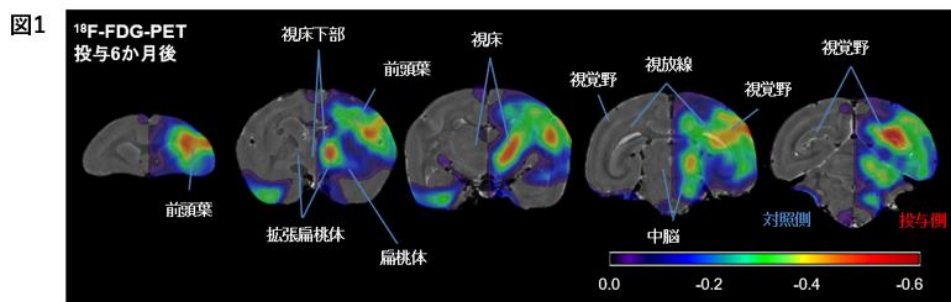 図1
¹⁸F-FDG-PET
投与6か月後
前頭葉
視床下部
前頭葉
拡張扁桃体
扁桃体
視床
視覚野
視放線
視覚野
中脳
視覚野
対照側
投与側
0.0
-0.2
-0.4
-0.6